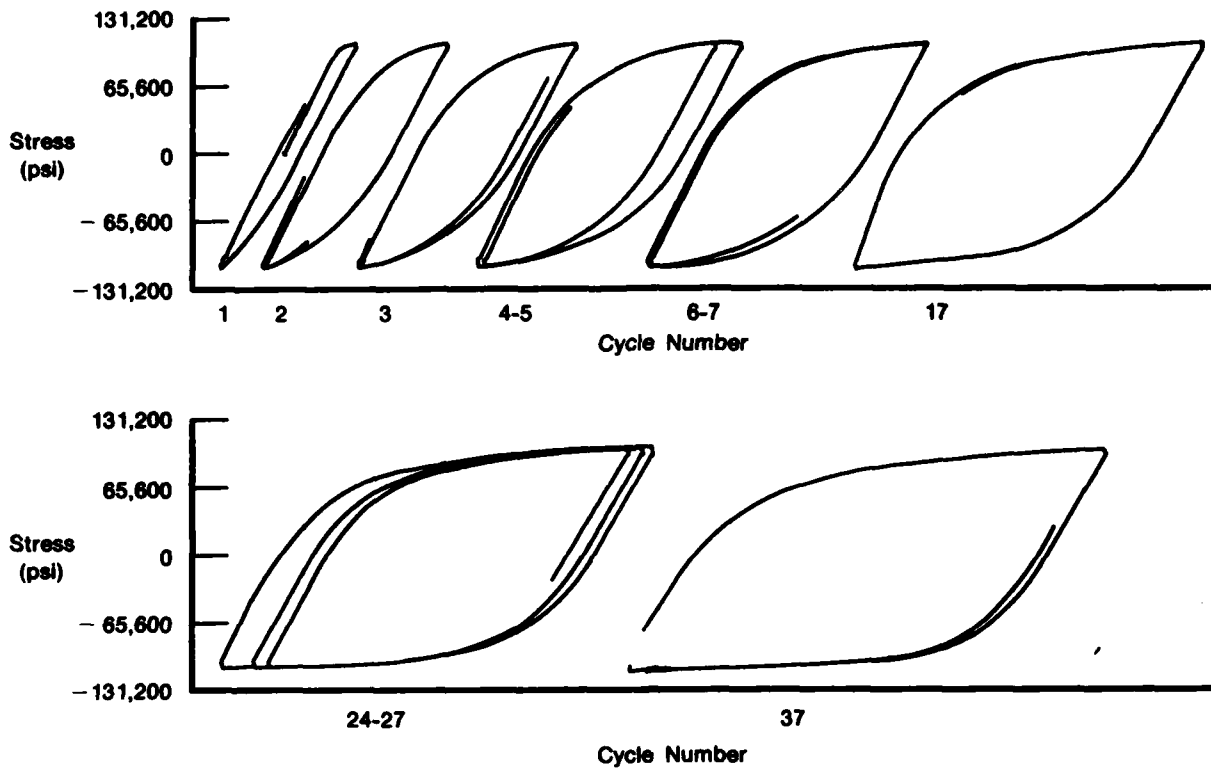 131,200
65,600
Stress
(psi)
0
− 65,600
−131,200
1 2 3 4-5 6-7 17
Cycle Number
131,200
65,600
Stress
(psi)
0
− 65,600
−131,200
24-27 37
Cycle Number